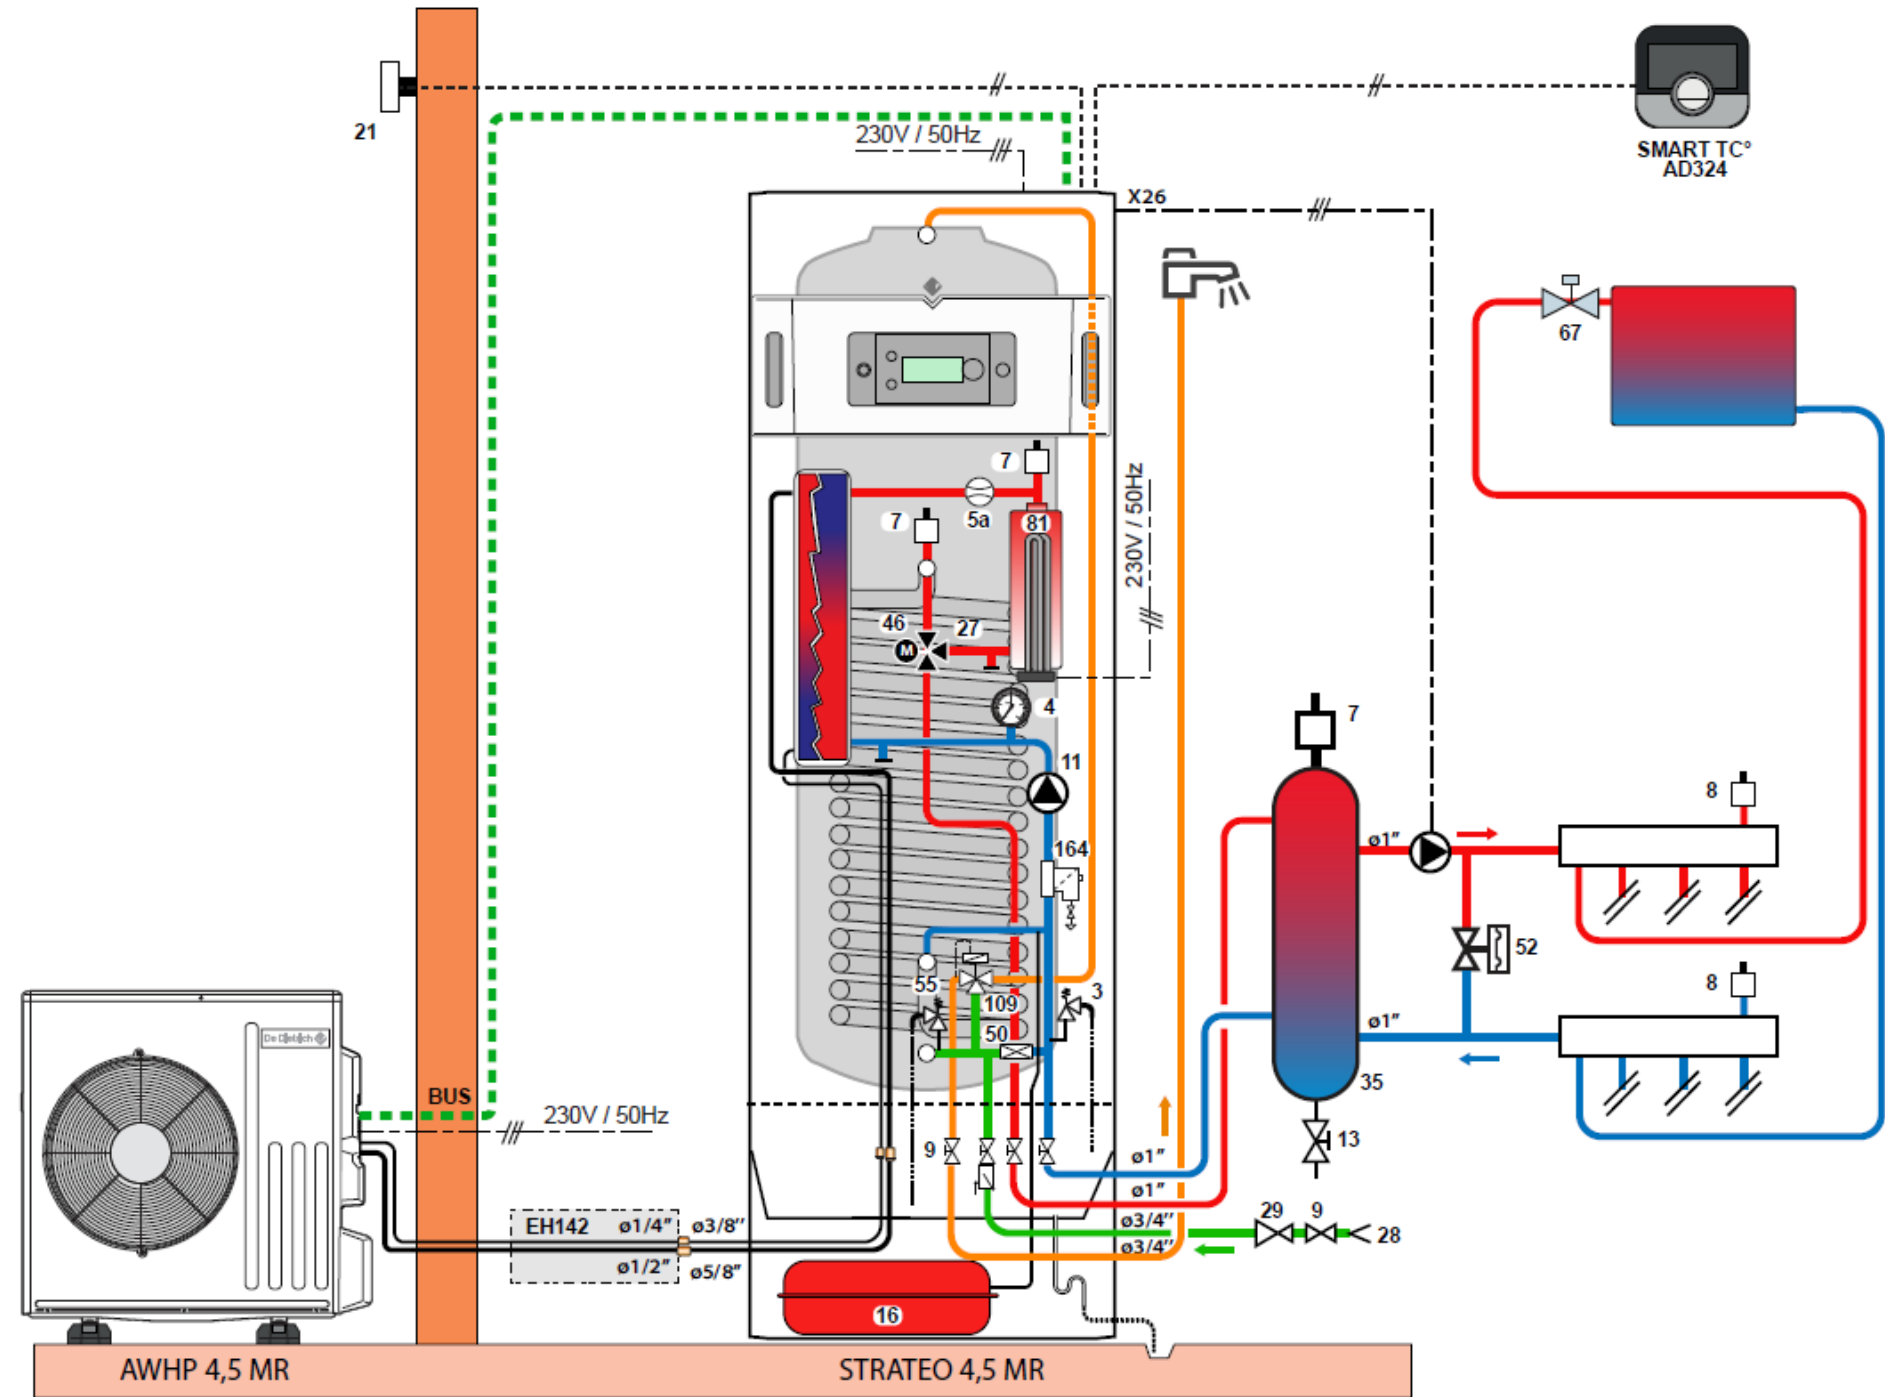 21
230V / 50Hz
SMART TC°
AD324
X26
67
7
5a
81
7
230V / 50Hz
46
27
M
4
7
11
8
ø1"
164
52
55
109
3
8
50
ø1"
De Dietrich
35
BUS
230V / 50Hz
9
13
ø1"
ø1"
EH142
ø1/4"
ø3/8"
ø3/4"
29
9
28
ø1/2"
ø5/8"
ø3/4"
16
AWHP 4,5 MR
STRATEO 4,5 MR